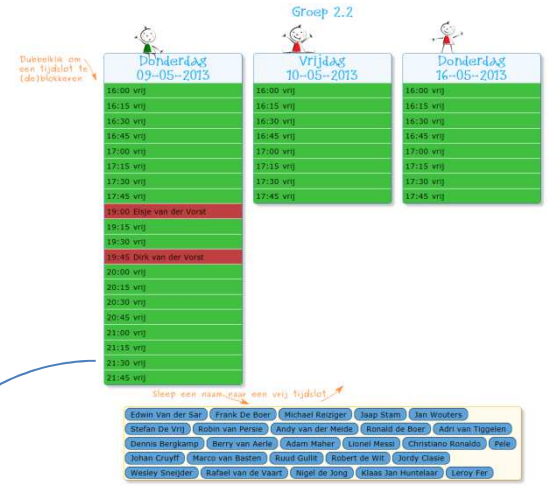 Groep 2.2
Dubbelklik om
een tijdslot te
(de)blokkeren
Donderdag
09--05--2013
16:00 vrij
16:15 vrij
16:30 vrij
16:45 vrij
17:00 vrij
17:15 vrij
17:30 vrij
17:45 vrij
19:00 Elsje van der Vorst
19:15 vrij
19:30 vrij
19:45 Dirk van der Vorst
20:00 vrij
20:15 vrij
20:30 vrij
20:45 vrij
21:00 vrij
21:15 vrij
21:30 vrij
21:45 vrij
Vrijdag
10--05--2013
16:00 vrij
16:15 vrij
16:30 vrij
16:45 vrij
17:00 vrij
17:15 vrij
17:30 vrij
17:45 vrij
Donderdag
16--05--2013
16:00 vrij
16:15 vrij
16:30 vrij
16:45 vrij
17:00 vrij
17:15 vrij
17:30 vrij
17:45 vrij
Sleep een naam naar een vrij tijdslot
Edwin Van der Sar Frank De Boer Michael Reiziger Jaap Stam Jan Wouters
Stefan De Vrij Robin van Persie Andy van der Meide Ronald de Boer Adri van Tiggelen
Dennis Bergkamp Berry van Aerle Adam Maher Lionel Messi Christiano Ronaldo Pele
Johan Cruyff Marco van Basten Ruud Gullit Robert de Wit Jordy Clasie
Wesley Sneijder Rafael van de Vaart Nigel de Jong Klaas Jan Huntelaar Leroy Fer